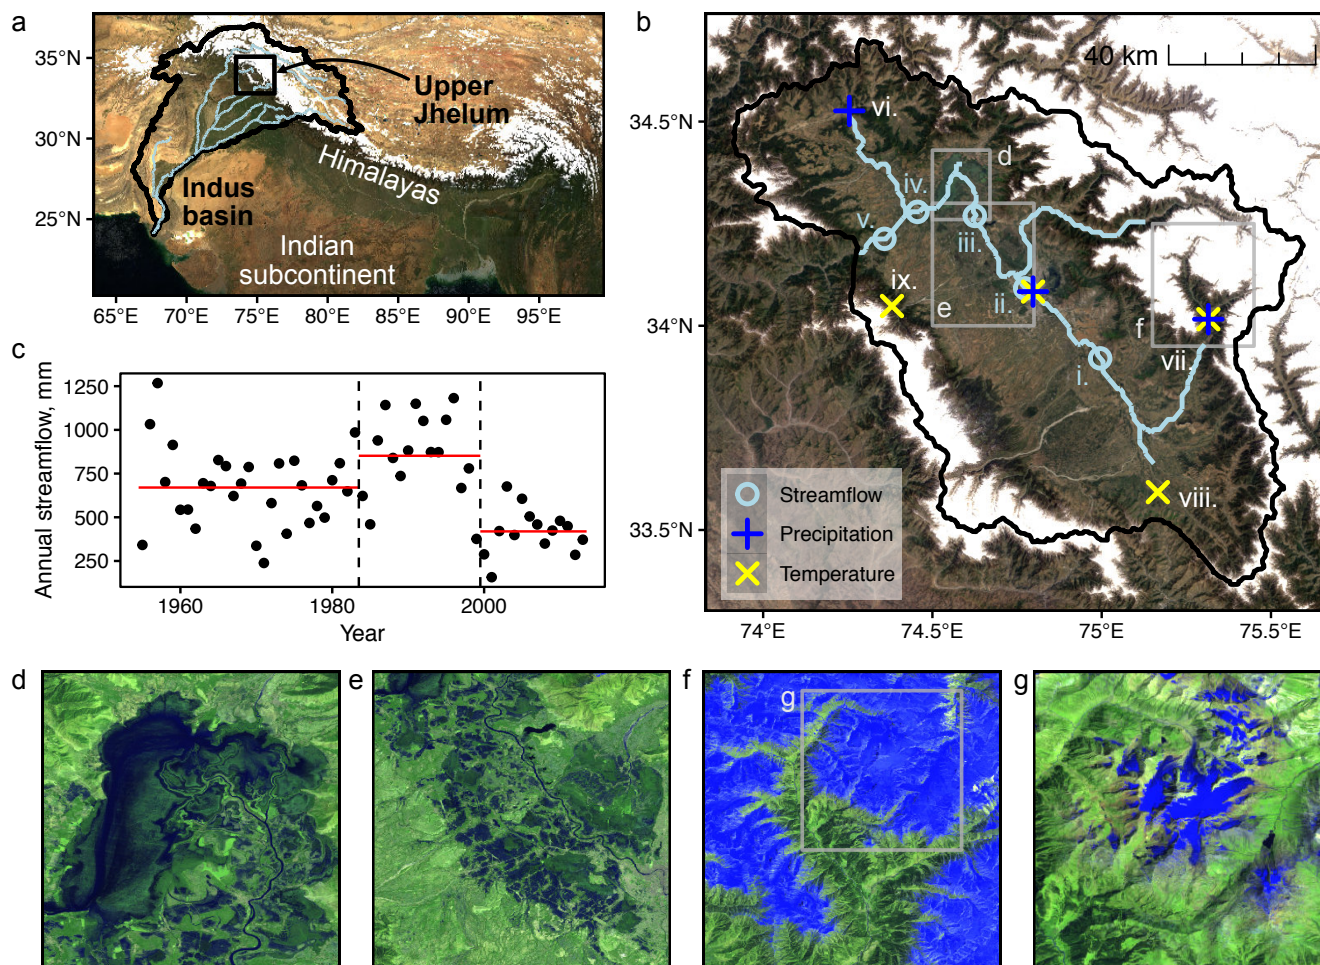 a
35°N
30°N
25°N
Upper
Jhelum
Himalayas
Indus
basin
Indian
subcontinent
65°E 70°E 75°E 80°E 85°E 90°E 95°E
b
40 km
34.5°N
34°N
33.5°N
vi.
d
iv.
v.
iii.
ix.
ii.
e
f
vii.
i.
viii.
Streamflow
Precipitation
Temperature
74°E 74.5°E 75°E 75.5°E
c
Annual streamflow, mm
1250
1000
750
500
250
1960 1980 2000
Year
d
e
f
g
g